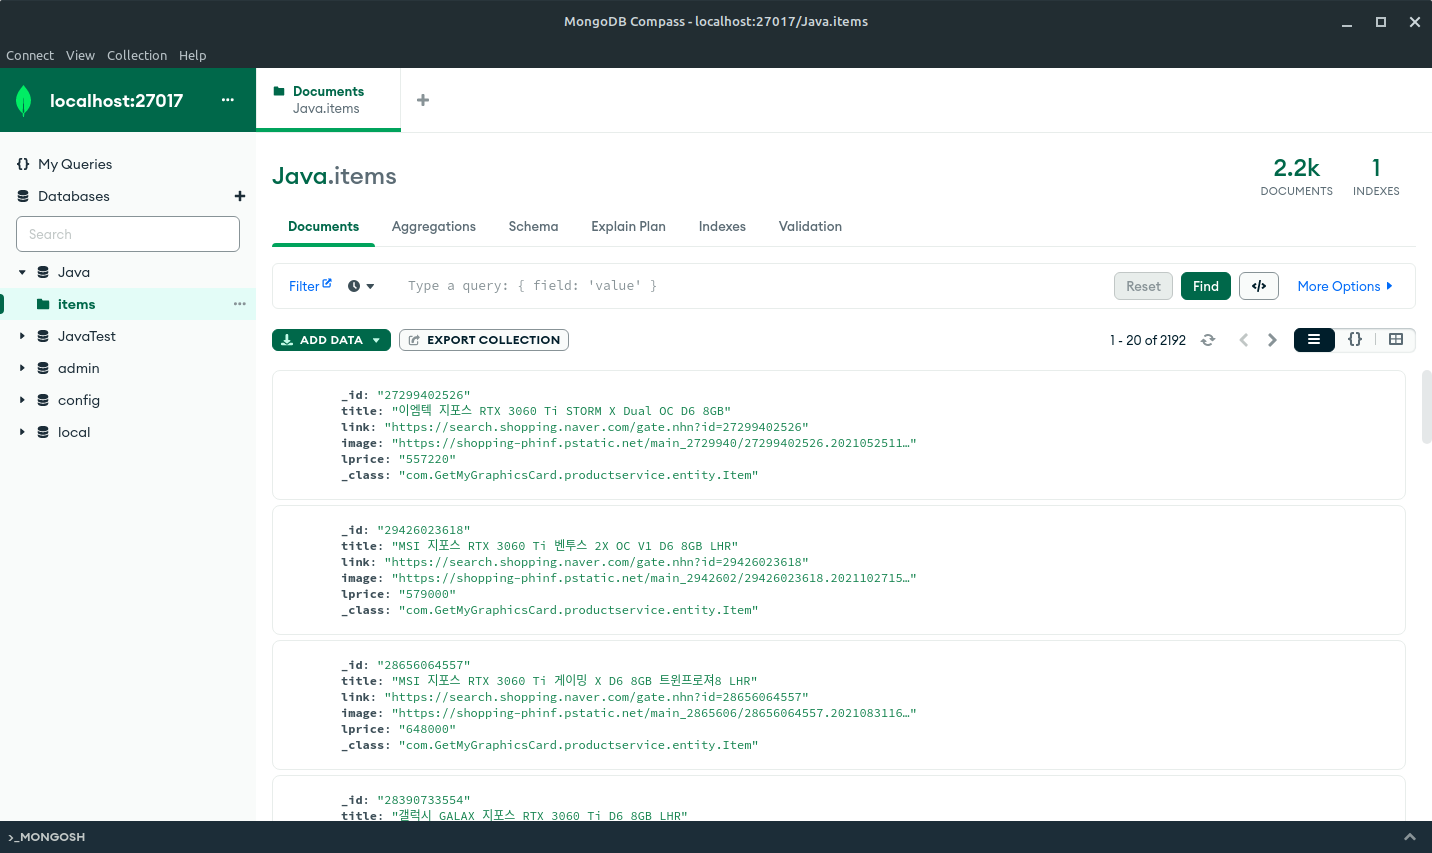 MongoDB Compass - localhost:27017/Java.items
Connect View Collection Help
localhost:27017 ...
Documents
Java.items
My Queries
Databases
Search
Java
items
JavaTest
admin
config
local
Java.items
2.2k
DOCUMENTS
1
INDEXES
Documents Aggregations Schema Explain Plan Indexes Validation
Filter Type a query: { field: 'value' } Reset Find </> More Options
ADD DATA EXPORT COLLECTION 1 - 20 of 2192 {}
_id: "27299402526"
title: "이엠텍 지포스 RTX 3060 Ti STORM X Dual OC D6 8GB"
link: "https://search.shopping.naver.com/gate.nhn?id=27299402526"
image: "https://shopping-phinf.pstatic.net/main_2729940/27299402526.2021052511…"
lprice: "557220"
_class: "com.GetMyGraphicsCard.productservice.entity.Item"
_id: "29426023618"
title: "MSI 지포스 RTX 3060 Ti 벤투스 2X OC V1 D6 8GB LHR"
link: "https://search.shopping.naver.com/gate.nhn?id=29426023618"
image: "https://shopping-phinf.pstatic.net/main_2942602/29426023618.2021102715…"
lprice: "579000"
_class: "com.GetMyGraphicsCard.productservice.entity.Item"
_id: "28656064557"
title: "MSI 지포스 RTX 3060 Ti 게이밍 X D6 8GB 트윈프로져8 LHR"
link: "https://search.shopping.naver.com/gate.nhn?id=28656064557"
image: "https://shopping-phinf.pstatic.net/main_2865606/28656064557.2021083116…"
lprice: "648000"
_class: "com.GetMyGraphicsCard.productservice.entity.Item"
_id: "28390733554"
title: "갤럭시 GALAX 지포스 RTX 3060 Ti D6 8GB LHR"
>_MONGOSH